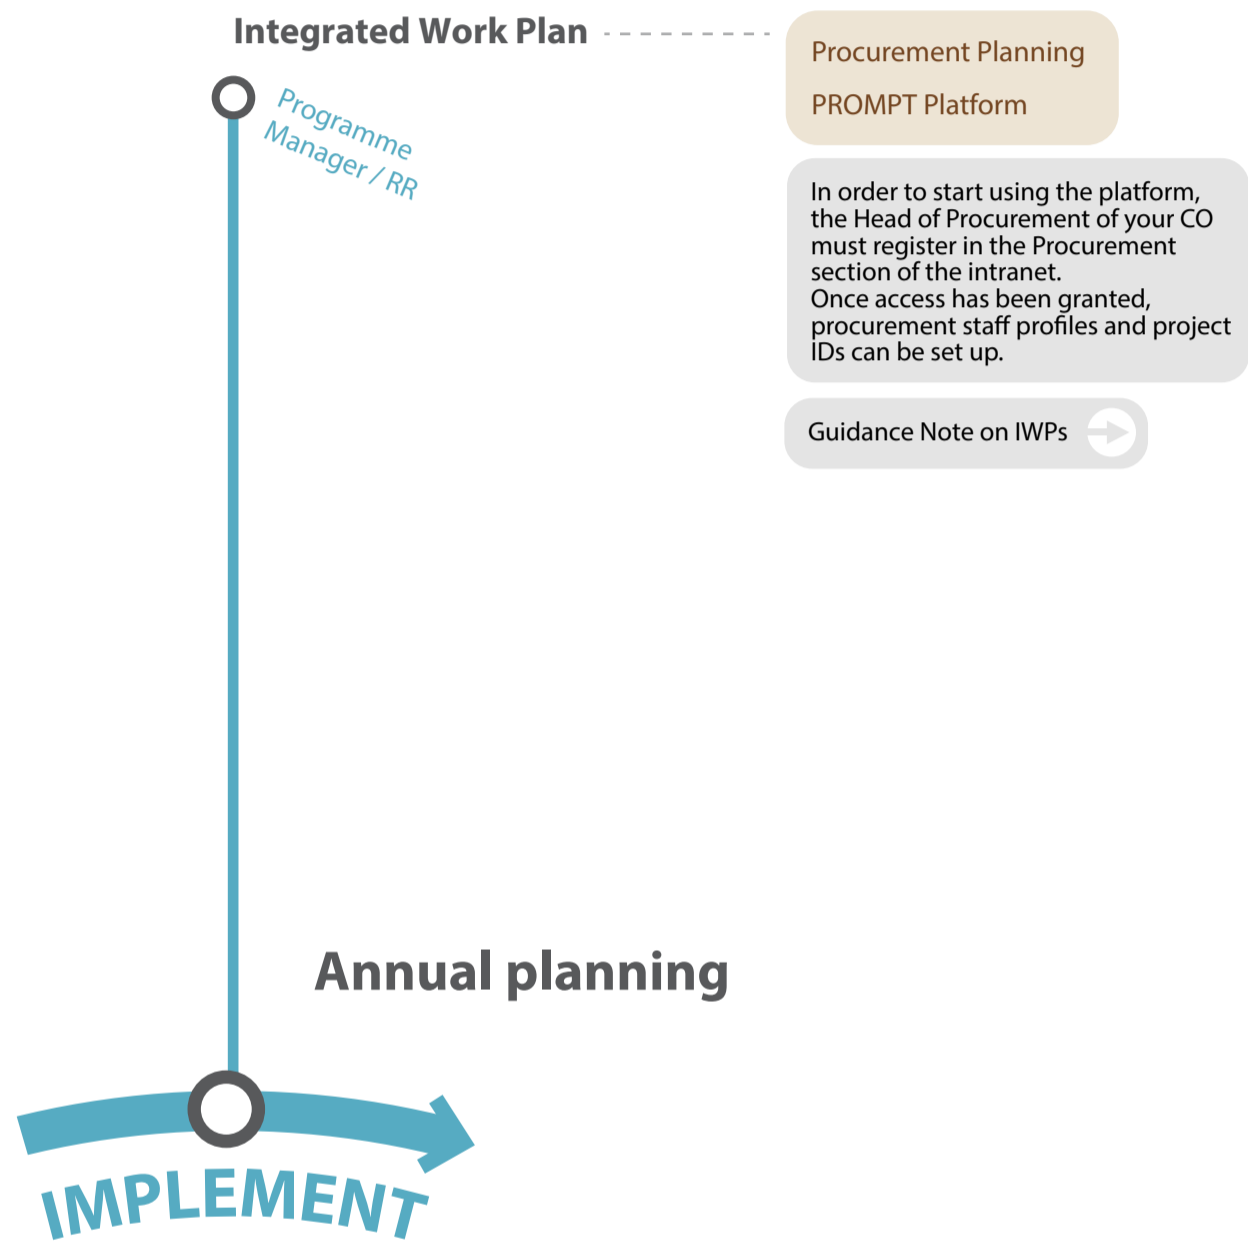 Integrated Work Plan
Procurement Planning
PROMPT Platform
Programme
Manager / RR
In order to start using the platform,
the Head of Procurement of your CO
must register in the Procurement
section of the intranet.
Once access has been granted,
procurement staff profiles and project
IDs can be set up.
Guidance Note on IWPs
Annual planning
IMPLEMENT